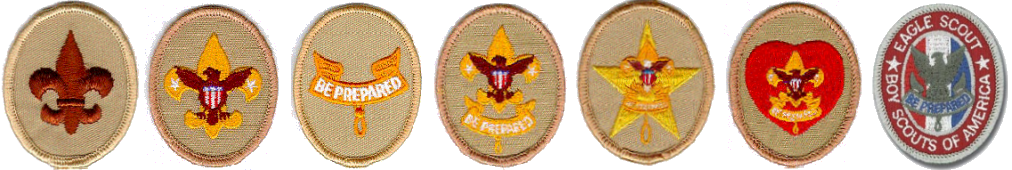 BE PREPARED
BE PREPARED
EAGLE SCOUT
BE PREPARED
BOY SCOUTS OF AMERICA